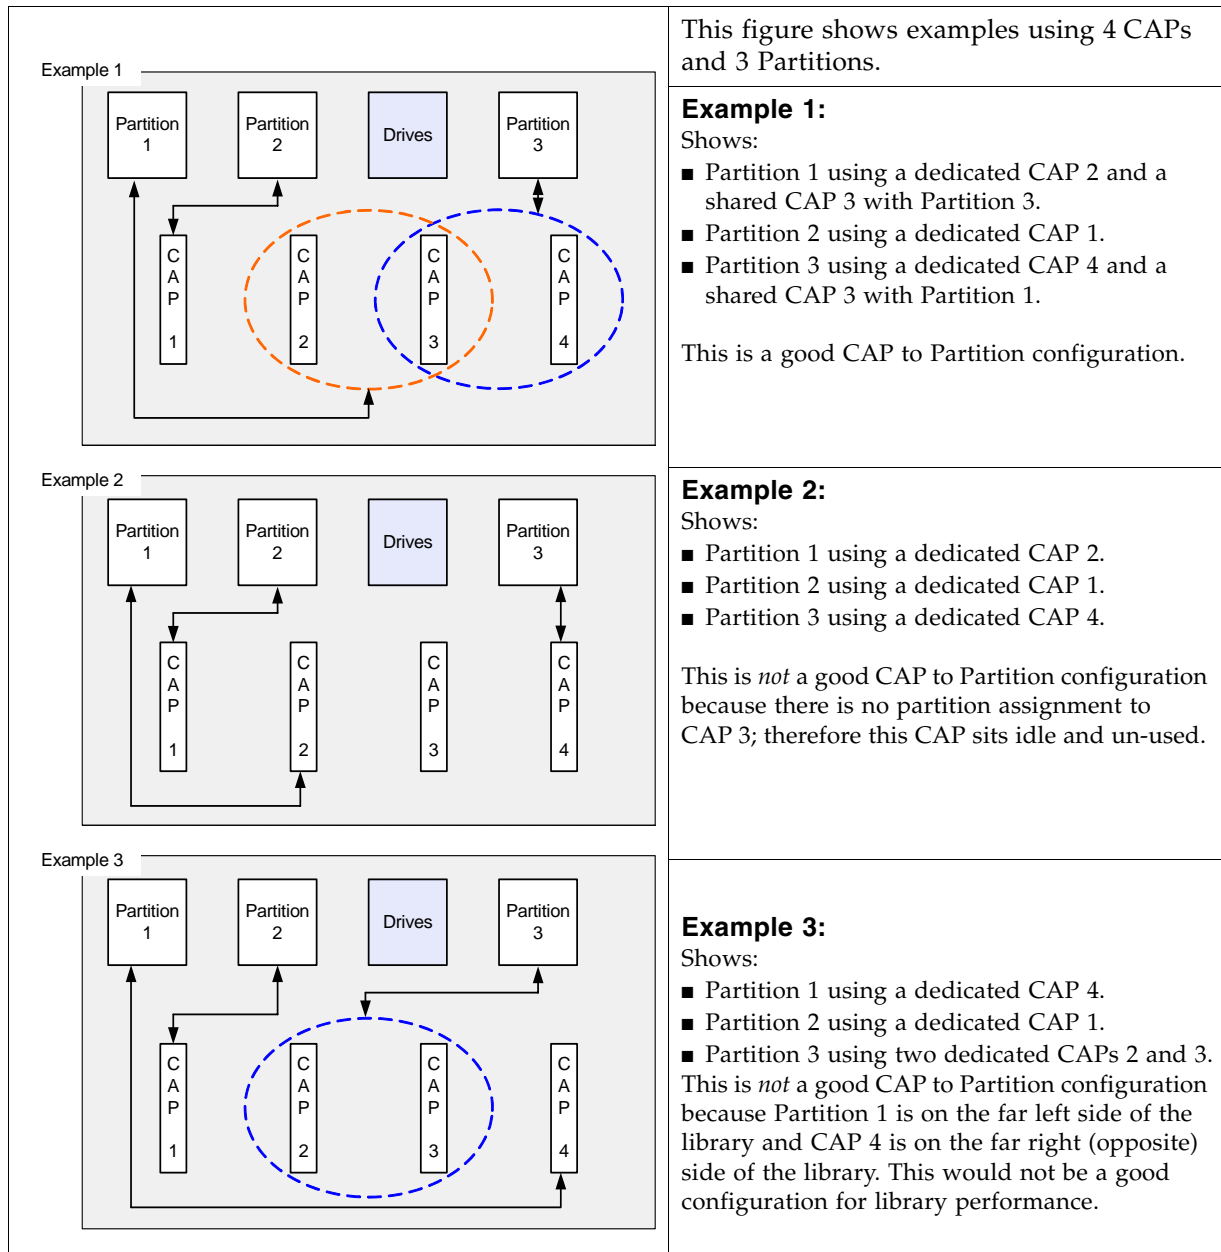 This figure shows examples using 4 CAPs
and 3 Partitions.
Example 1
Partition
1
Partition
2
Drives
Partition
3
C
A
P
1
C
A
P
2
C
A
P
3
C
A
P
4
Example 1:
Shows:
■ Partition 1 using a dedicated CAP 2 and a
shared CAP 3 with Partition 3.
■ Partition 2 using a dedicated CAP 1.
■ Partition 3 using a dedicated CAP 4 and a
shared CAP 3 with Partition 1.
This is a good CAP to Partition configuration.
Example 2
Partition
1
Partition
2
Drives
Partition
3
C
A
P
1
C
A
P
2
C
A
P
3
C
A
P
4
Example 2:
Shows:
■ Partition 1 using a dedicated CAP 2.
■ Partition 2 using a dedicated CAP 1.
■ Partition 3 using a dedicated CAP 4.
This is not a good CAP to Partition configuration
because there is no partition assignment to
CAP 3; therefore this CAP sits idle and un-used.
Example 3
Partition
1
Partition
2
Drives
Partition
3
C
A
P
1
C
A
P
2
C
A
P
3
C
A
P
4
Example 3:
Shows:
■ Partition 1 using a dedicated CAP 4.
■ Partition 2 using a dedicated CAP 1.
■ Partition 3 using two dedicated CAPs 2 and 3.
This is not a good CAP to Partition configuration
because Partition 1 is on the far left side of the
library and CAP 4 is on the far right (opposite)
side of the library. This would not be a good
configuration for library performance.